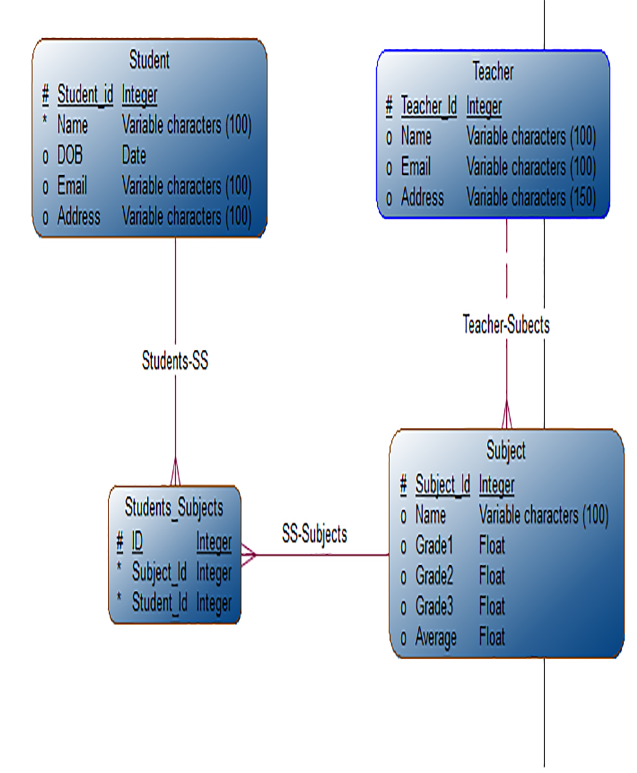 Student
# Student_id Integer
* Name Variable characters (100)
o DOB Date
o Email Variable characters (100)
o Address Variable characters (100)
Teacher
# Teacher_Id Integer
o Name Variable characters (100)
o Email Variable characters (100)
o Address Variable characters (150)
Teacher-Subects
Students-SS
Subject
# Subject_Id Integer
o Name Variable characters (100)
o Grade1 Float
o Grade2 Float
o Grade3 Float
o Average Float
Students_Subjects
# ID Integer
* Subject_Id Integer
* Student_Id Integer
SS-Subjects